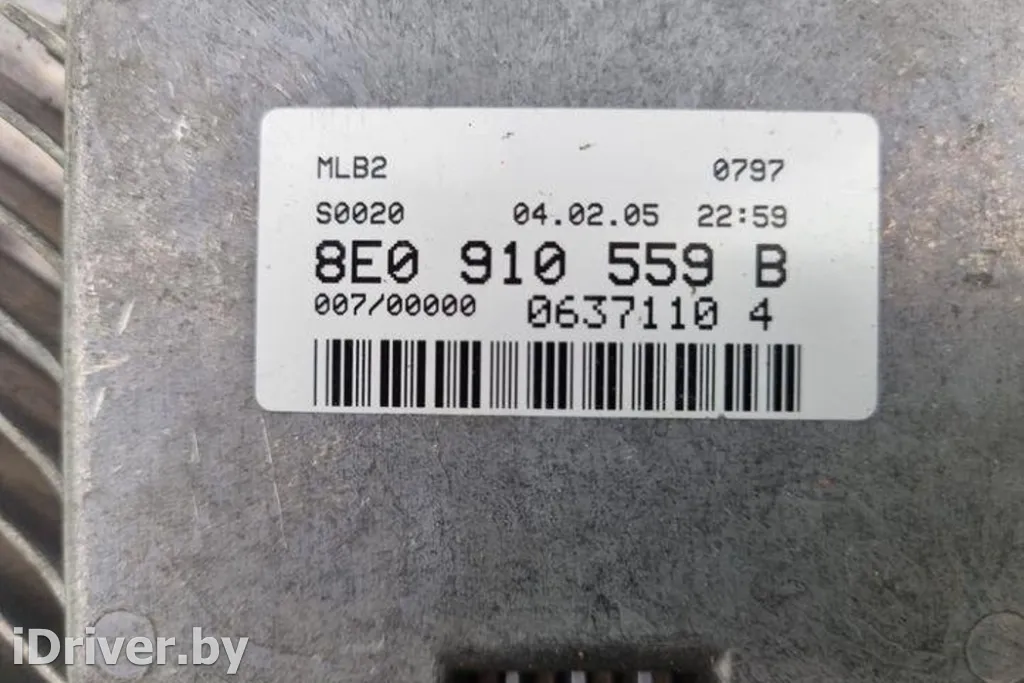 MLB2 0797
S0020 04.02.05 22:59
8E0 910 559 B
007/00000 0637110 4
iDriver.by